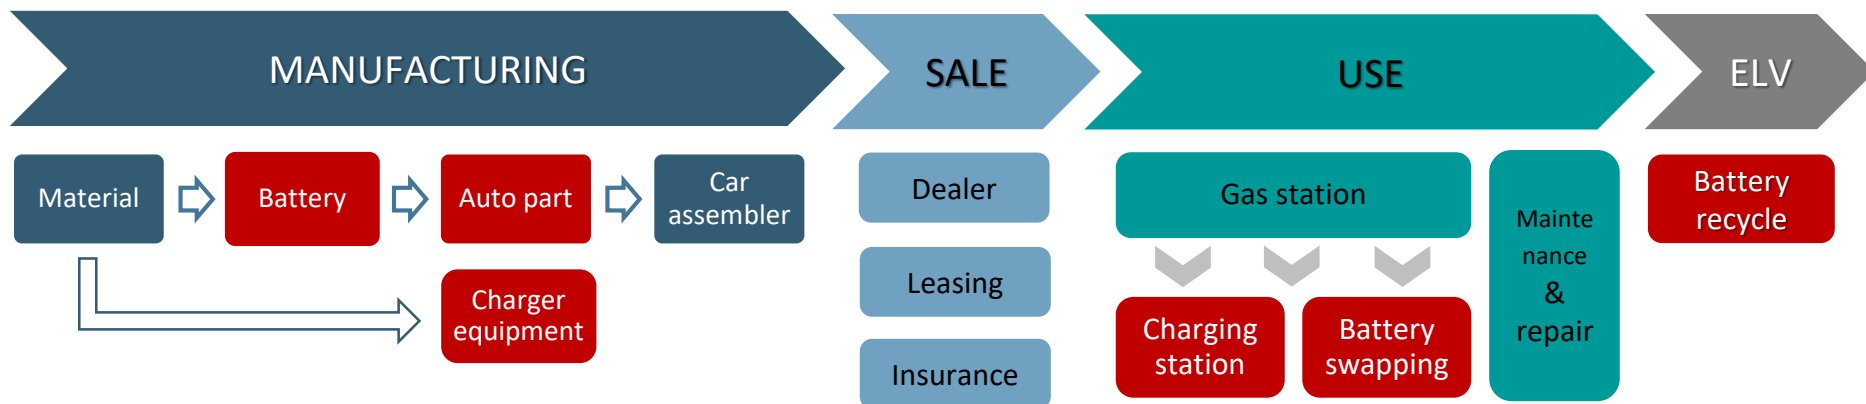 MANUFACTURING
SALE
USE
ELV
Material
Battery
Auto part
Car
assembler
Charger
equipment
Dealer
Leasing
Insurance
Gas station
Charging
station
Battery
swapping
Mainte
nance
&
repair
Battery
recycle